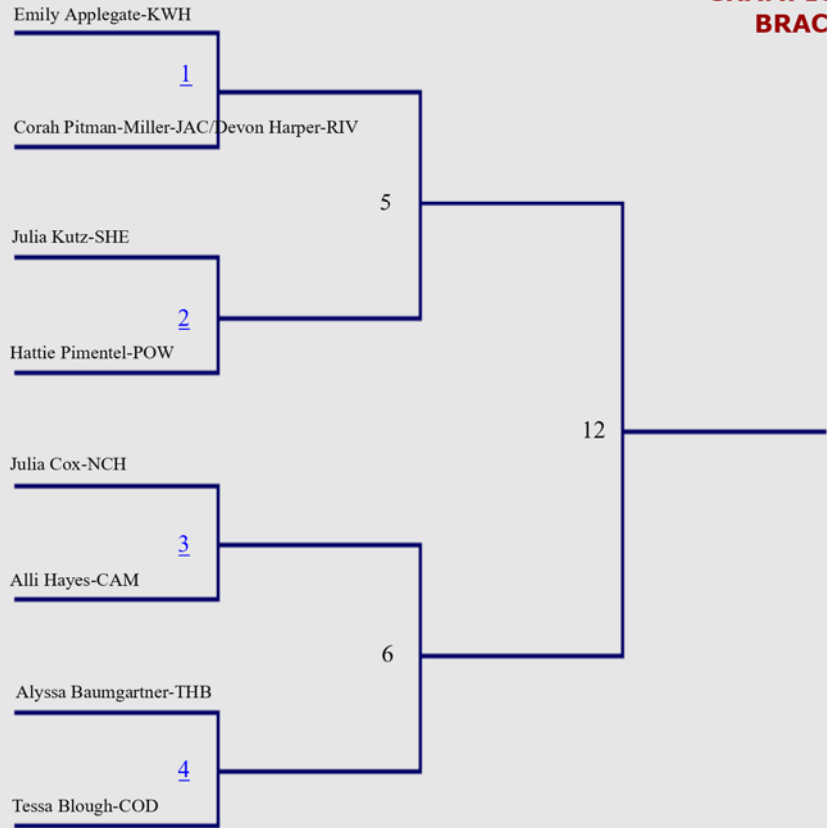 BRAC
Emily Applegate-KWH
1
Corah Pitman-Miller-JAC/Devon Harper-RIV
5
Julia Kutz-SHE
2
Hattie Pimentel-POW
12
Julia Cox-NCH
3
Alli Hayes-CAM
6
Alyssa Baumgartner-THB
4
Tessa Blough-COD